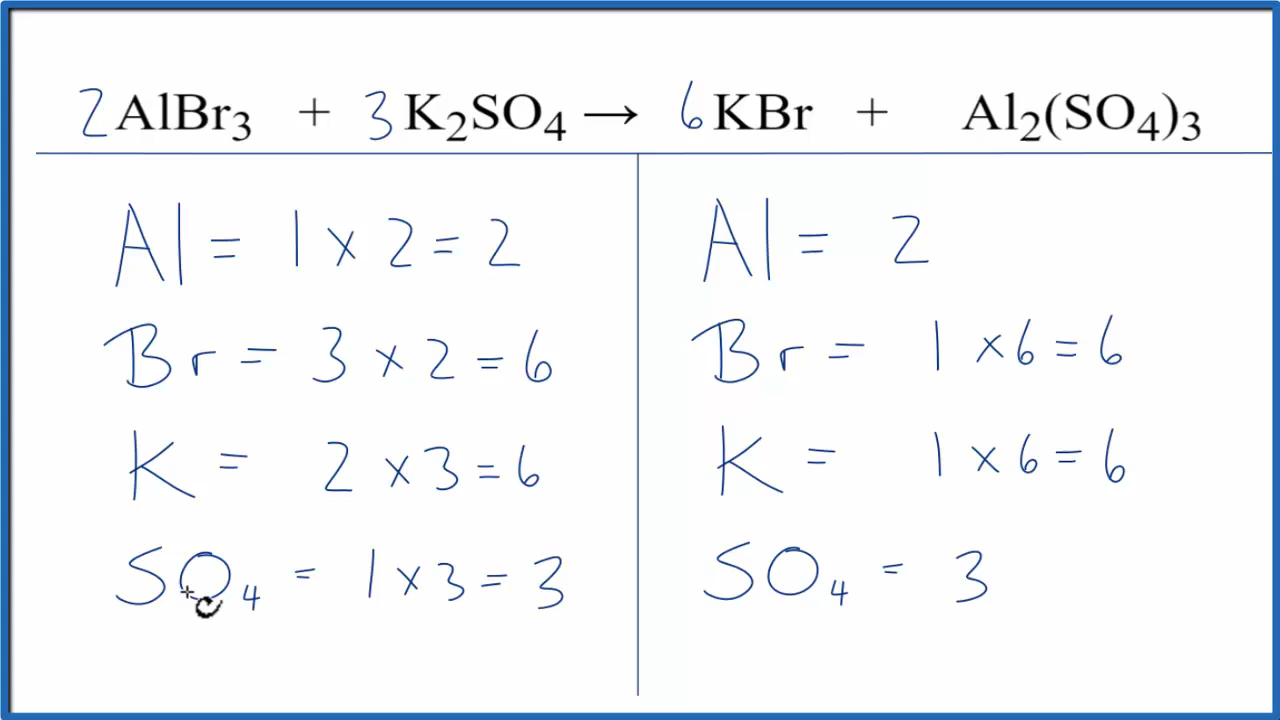 2AlBr₃ + 3K₂SO₄ → 6KBr + Al₂(SO₄)₃
Al = 1 x 2 = 2
Br = 3 x 2 = 6
K = 2 x 3 = 6
SO₄ = 1 x 3 = 3
Al = 2
Br = 1 x 6 = 6
K = 1 x 6 = 6
SO₄ = 3